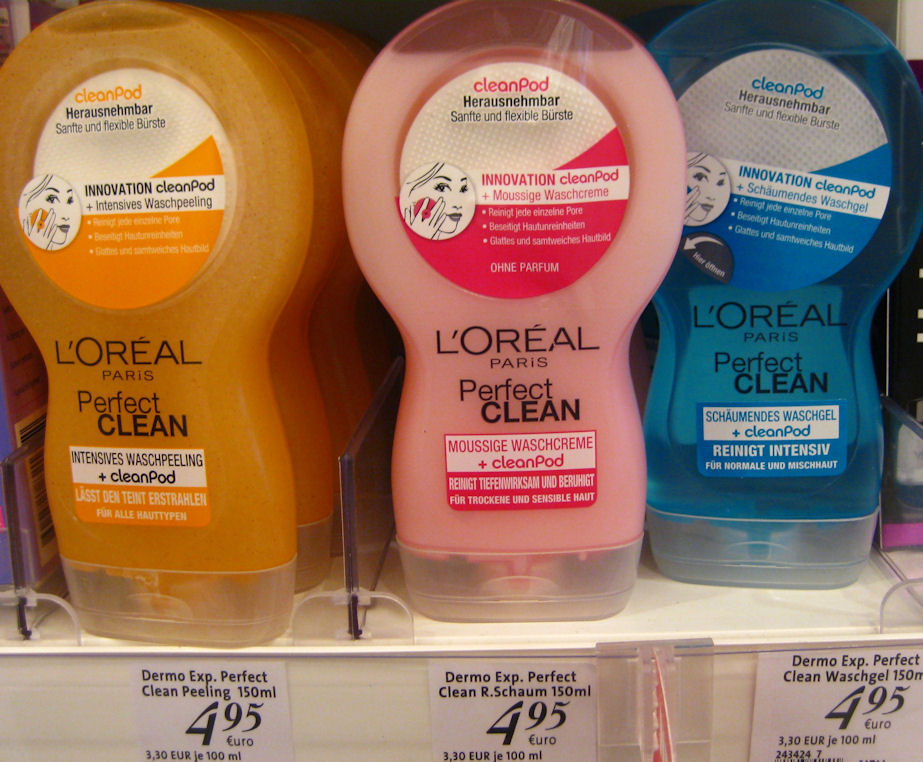 cleanPod
Herausnehmbar
Sanfte und flexible Bürste
INNOVATION cleanPod
+ Intensives Waschpeeling
• Reinigt jede einzelne Pore
• Beseitigt Hautunreinheiten
• Glattes und samtweiches Hautbild
L'ORÉAL
PARIS
Perfect
CLEAN
INTENSIVES WASCHPEELING
+ cleanPod
LÄSST DEN TEINT ERSTRAHLEN
FÜR ALLE HAUTTYPEN
cleanPod
Herausnehmbar
Sanfte und flexible Bürste
INNOVATION cleanPod
+ Moussige Waschcreme
• Reinigt jede einzelne Pore
• Beseitigt Hautunreinheiten
• Glattes und samtweiches Hautbild
OHNE PARFUM
L'ORÉAL
PARIS
Perfect
CLEAN
MOUSSIGE WASCHCREME
+ cleanPod
REINIGT TIEFENWIRKSAM UND BERUHIGT
FÜR TROCKENE UND SENSIBLE HAUT
cleanPod
Herausnehmbar
Sanfte und flexible Bürste
INNOVATION cleanPod
+ Schäumendes Waschgel
• Reinigt jede einzelne Pore
• Beseitigt Hautunreinheiten
• Glattes und samtweiches Hautbild
Hier öffnen
L'ORÉAL
PARIS
Perfect
CLEAN
SCHÄUMENDES WASCHGEL
+ cleanPod
REINIGT INTENSIV
FÜR NORMALE UND MISCHHAUT
Dermo Exp. Perfect
Clean Peeling 150ml
495
€uro
3,30 EUR je 100 ml
Dermo Exp. Perfect
Clean R.Schaum 150ml
495
€uro
3,30 EUR je 100 ml
Dermo Exp. Perfect
Clean Waschgel 150m
495
€uro
3,30 EUR je 100 ml
243424 7